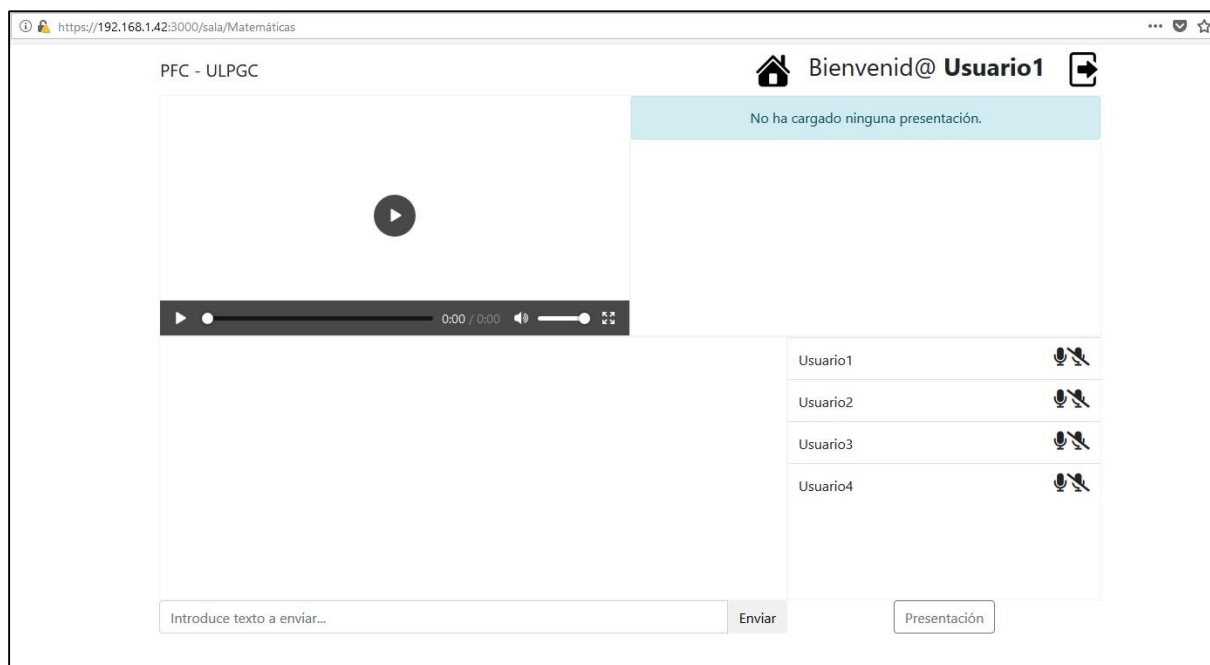 https://192.168.1.42:3000/sala/Matemáticas
PFC - ULPGC
Bienvenid@ Usuario1
No ha cargado ninguna presentación.
0:00 / 0:00
Usuario1
Usuario2
Usuario3
Usuario4
Introduce texto a enviar...
Enviar
Presentación